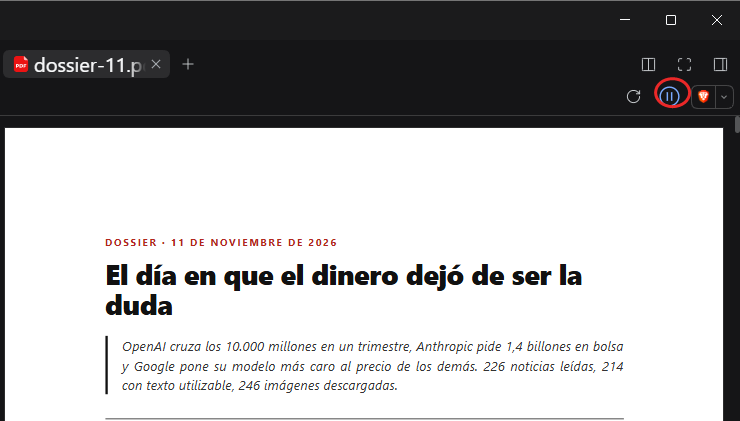 PDF
dossier-11.p
DOSSIER · 11 DE NOVIEMBRE DE 2026
El día en que el dinero dejó de ser la
duda
OpenAI cruza los 10.000 millones en un trimestre, Anthropic pide 1,4 billones en bolsa
y Google pone su modelo más caro al precio de los demás. 226 noticias leídas, 214
con texto utilizable, 246 imágenes descargadas.